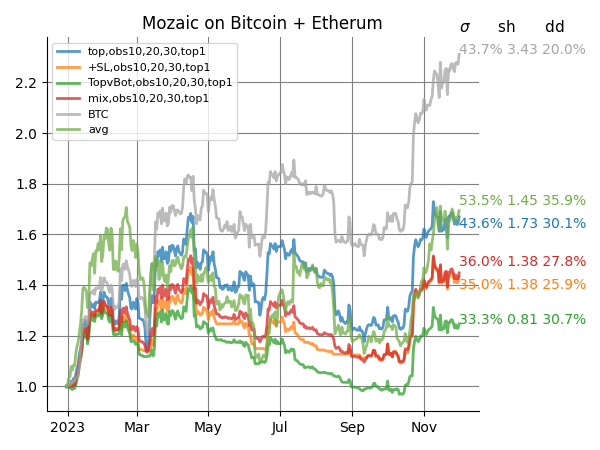 Mozaic on Bitcoin + Etherum
σ sh dd
top,obs10,20,30,top1
+SL,obs10,20,30,top1
TopvBot,obs10,20,30,top1
mix,obs10,20,30,top1
BTC
avg
43.7% 3.43 20.0%
53.5% 1.45 35.9%
43.6% 1.73 30.1%
36.0% 1.38 27.8%
35.0% 1.38 25.9%
33.3% 0.81 30.7%
2.2
2.0
1.8
1.6
1.4
1.2
1.0
2023 Mar May Jul Sep Nov